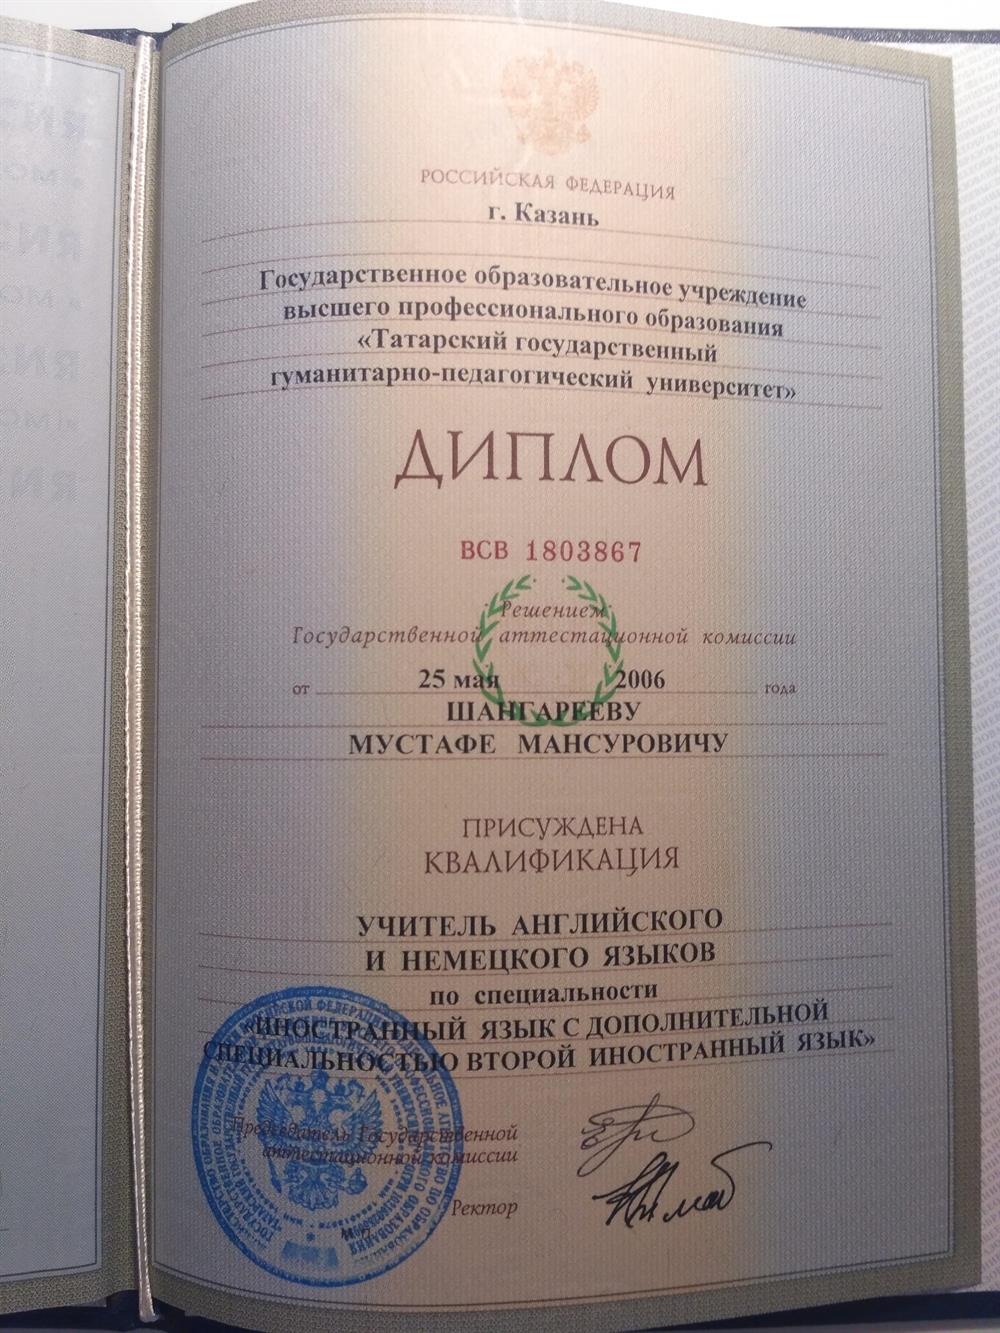 РОССИЙСКАЯ ФЕДЕРАЦИЯ
г. Казань
Государственное образовательное учреждение
высшего профессионального образования
«Татарский государственный
гуманитарно-педагогический университет»
ДИПЛОМ
ВСВ 1803867
Решением
Государственной аттестационной комиссии
от 25 мая 2006 года
ШАНГАРЕЕВУ
МУСТАФЕ МАНСУРОВИЧУ
ПРИСУЖДЕНА
КВАЛИФИКАЦИЯ
УЧИТЕЛЬ АНГЛИЙСКОГО
И НЕМЕЦКОГО ЯЗЫКОВ
по специальности
«ИНОСТРАННЫЙ ЯЗЫК С ДОПОЛНИТЕЛЬНОЙ
СПЕЦИАЛЬНОСТЬЮ ВТОРОЙ ИНОСТРАННЫЙ ЯЗЫК»
Председатель Государственной
аттестационной комиссии
Ректор